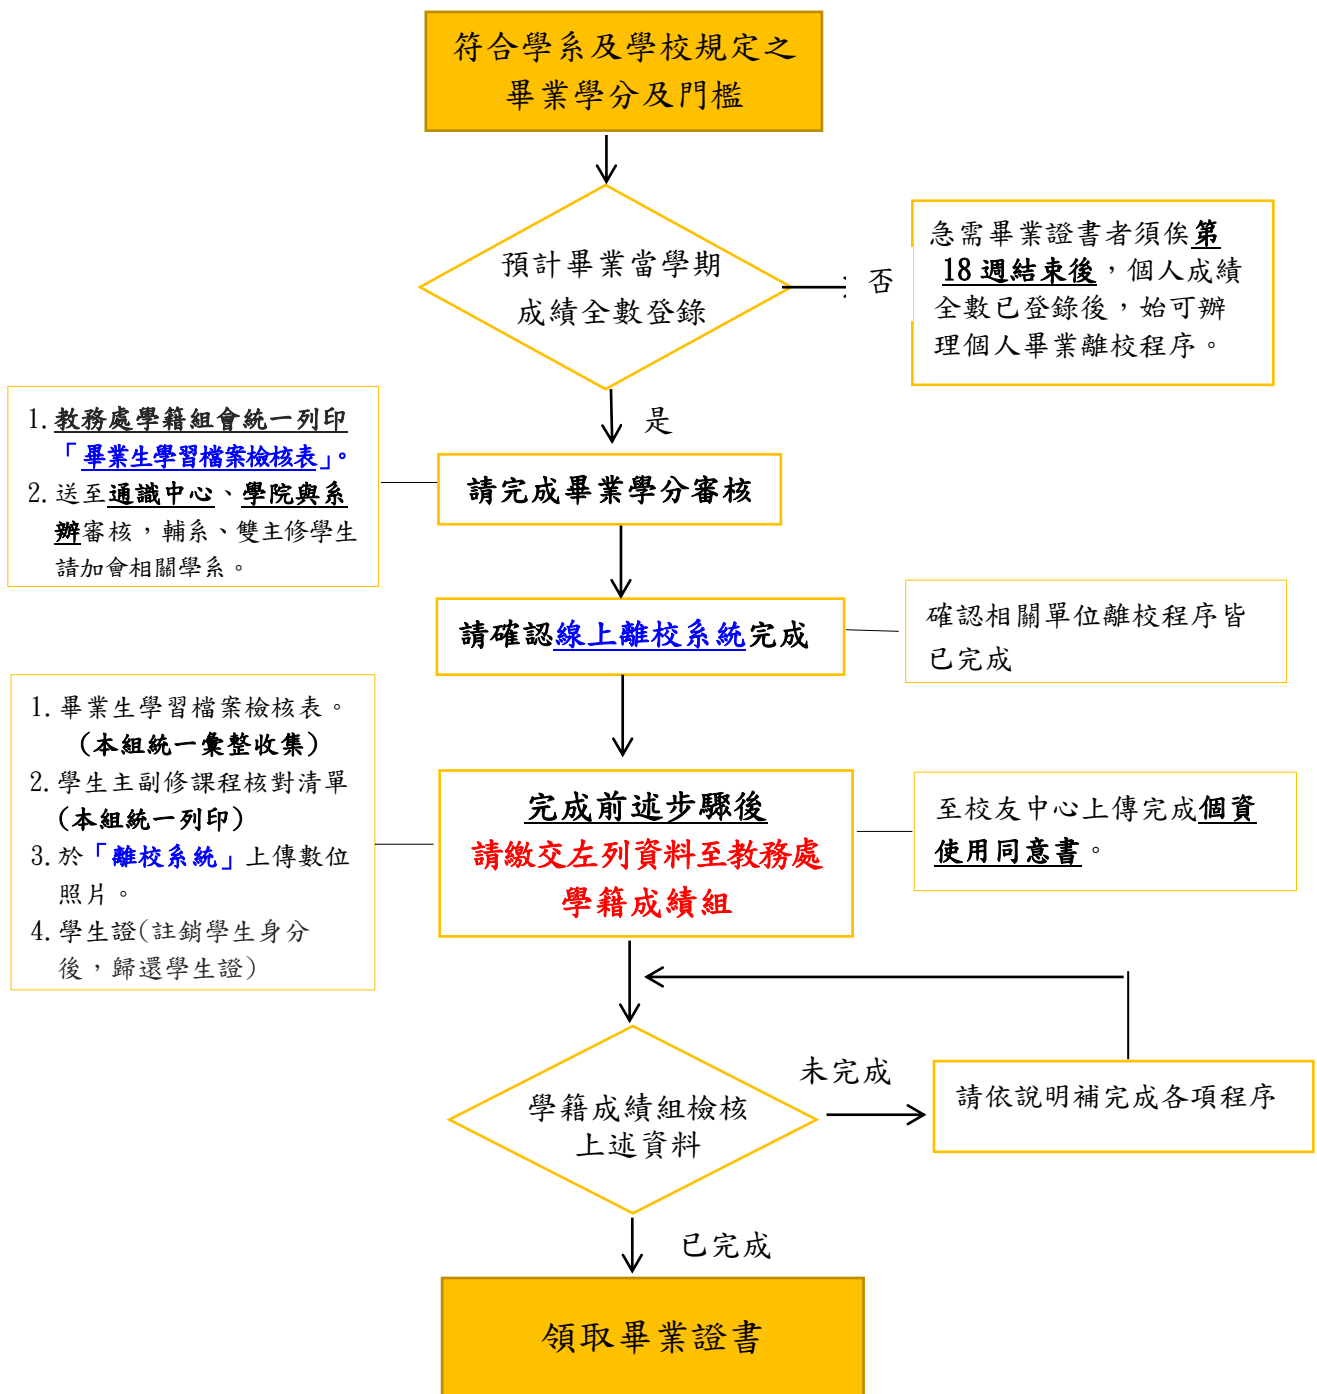 符合學系及學校規定之
畢業學分及門檻
預計畢業當學期
成績全數登錄
否
急需畢業證書者須俟第
18 週結束後，個人成績
全數已登錄後，始可辦
理個人畢業離校程序。
是
1. 教務處學籍組會統一列印
「畢業生學習檔案檢核表」。
2. 送至通識中心、學院與系
辦審核，輔系、雙主修學生
請加會相關學系。
請完成畢業學分審核
請確認線上離校系統完成
確認相關單位離校程序皆
已完成
1. 畢業生學習檔案檢核表。
(本組統一彙整收集)
2. 學生主副修課程核對清單
(本組統一列印)
3. 於「離校系統」上傳數位
照片。
4. 學生證(註銷學生身分
後，歸還學生證)
完成前述步驟後
請繳交左列資料至教務處
學籍成績組
至校友中心上傳完成個資
使用同意書。
學籍成績組檢核
上述資料
未完成
請依說明補完成各項程序
已完成
領取畢業證書